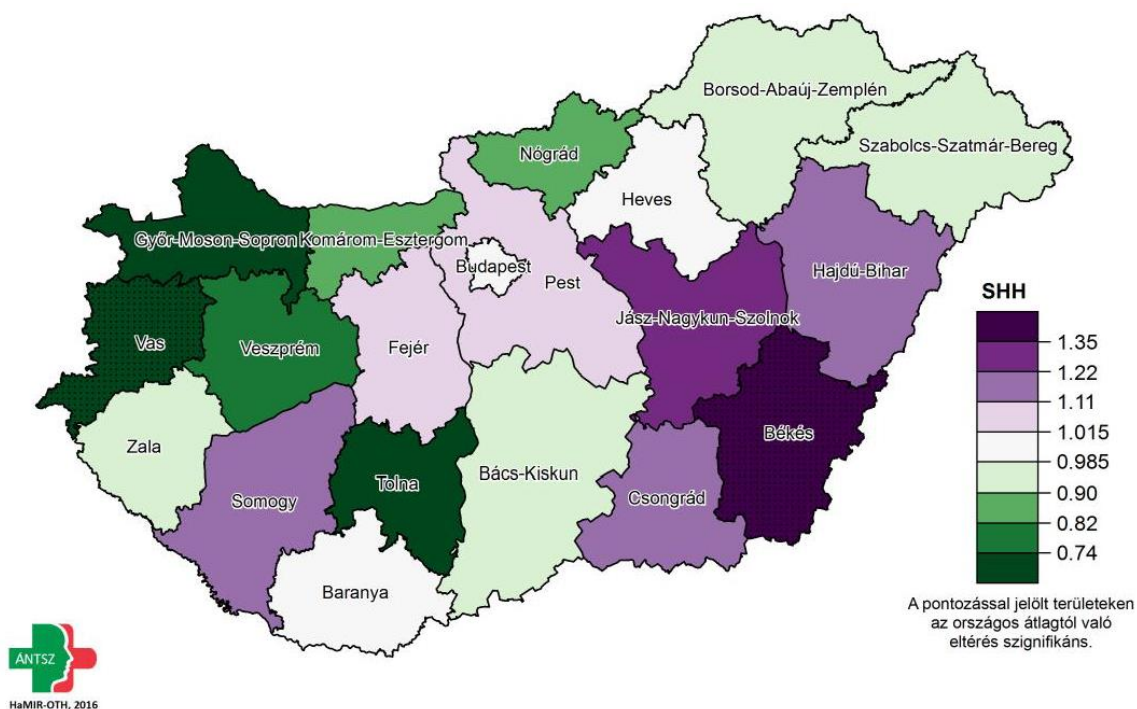 Borsod-Abaúj-Zemplén
Szabolcs-Szatmár-Bereg
Nógrád
Heves
Győr-Moson-Sopron
Komárom-Esztergom
Budapest
Pest
Hajdú-Bihar
Jász-Nagykun-Szolnok
Vas
Veszprém
Fejér
Békés
Zala
Bács-Kiskun
Tolna
Csongrád
Somogy
Baranya
SHH
1.35
1.22
1.11
1.015
0.985
0.90
0.82
0.74
A pontozással jelölt területeken
az országos átlagtól való
eltérés szignifikáns.
ÁNTSZ
HaMIR-OTH, 2016